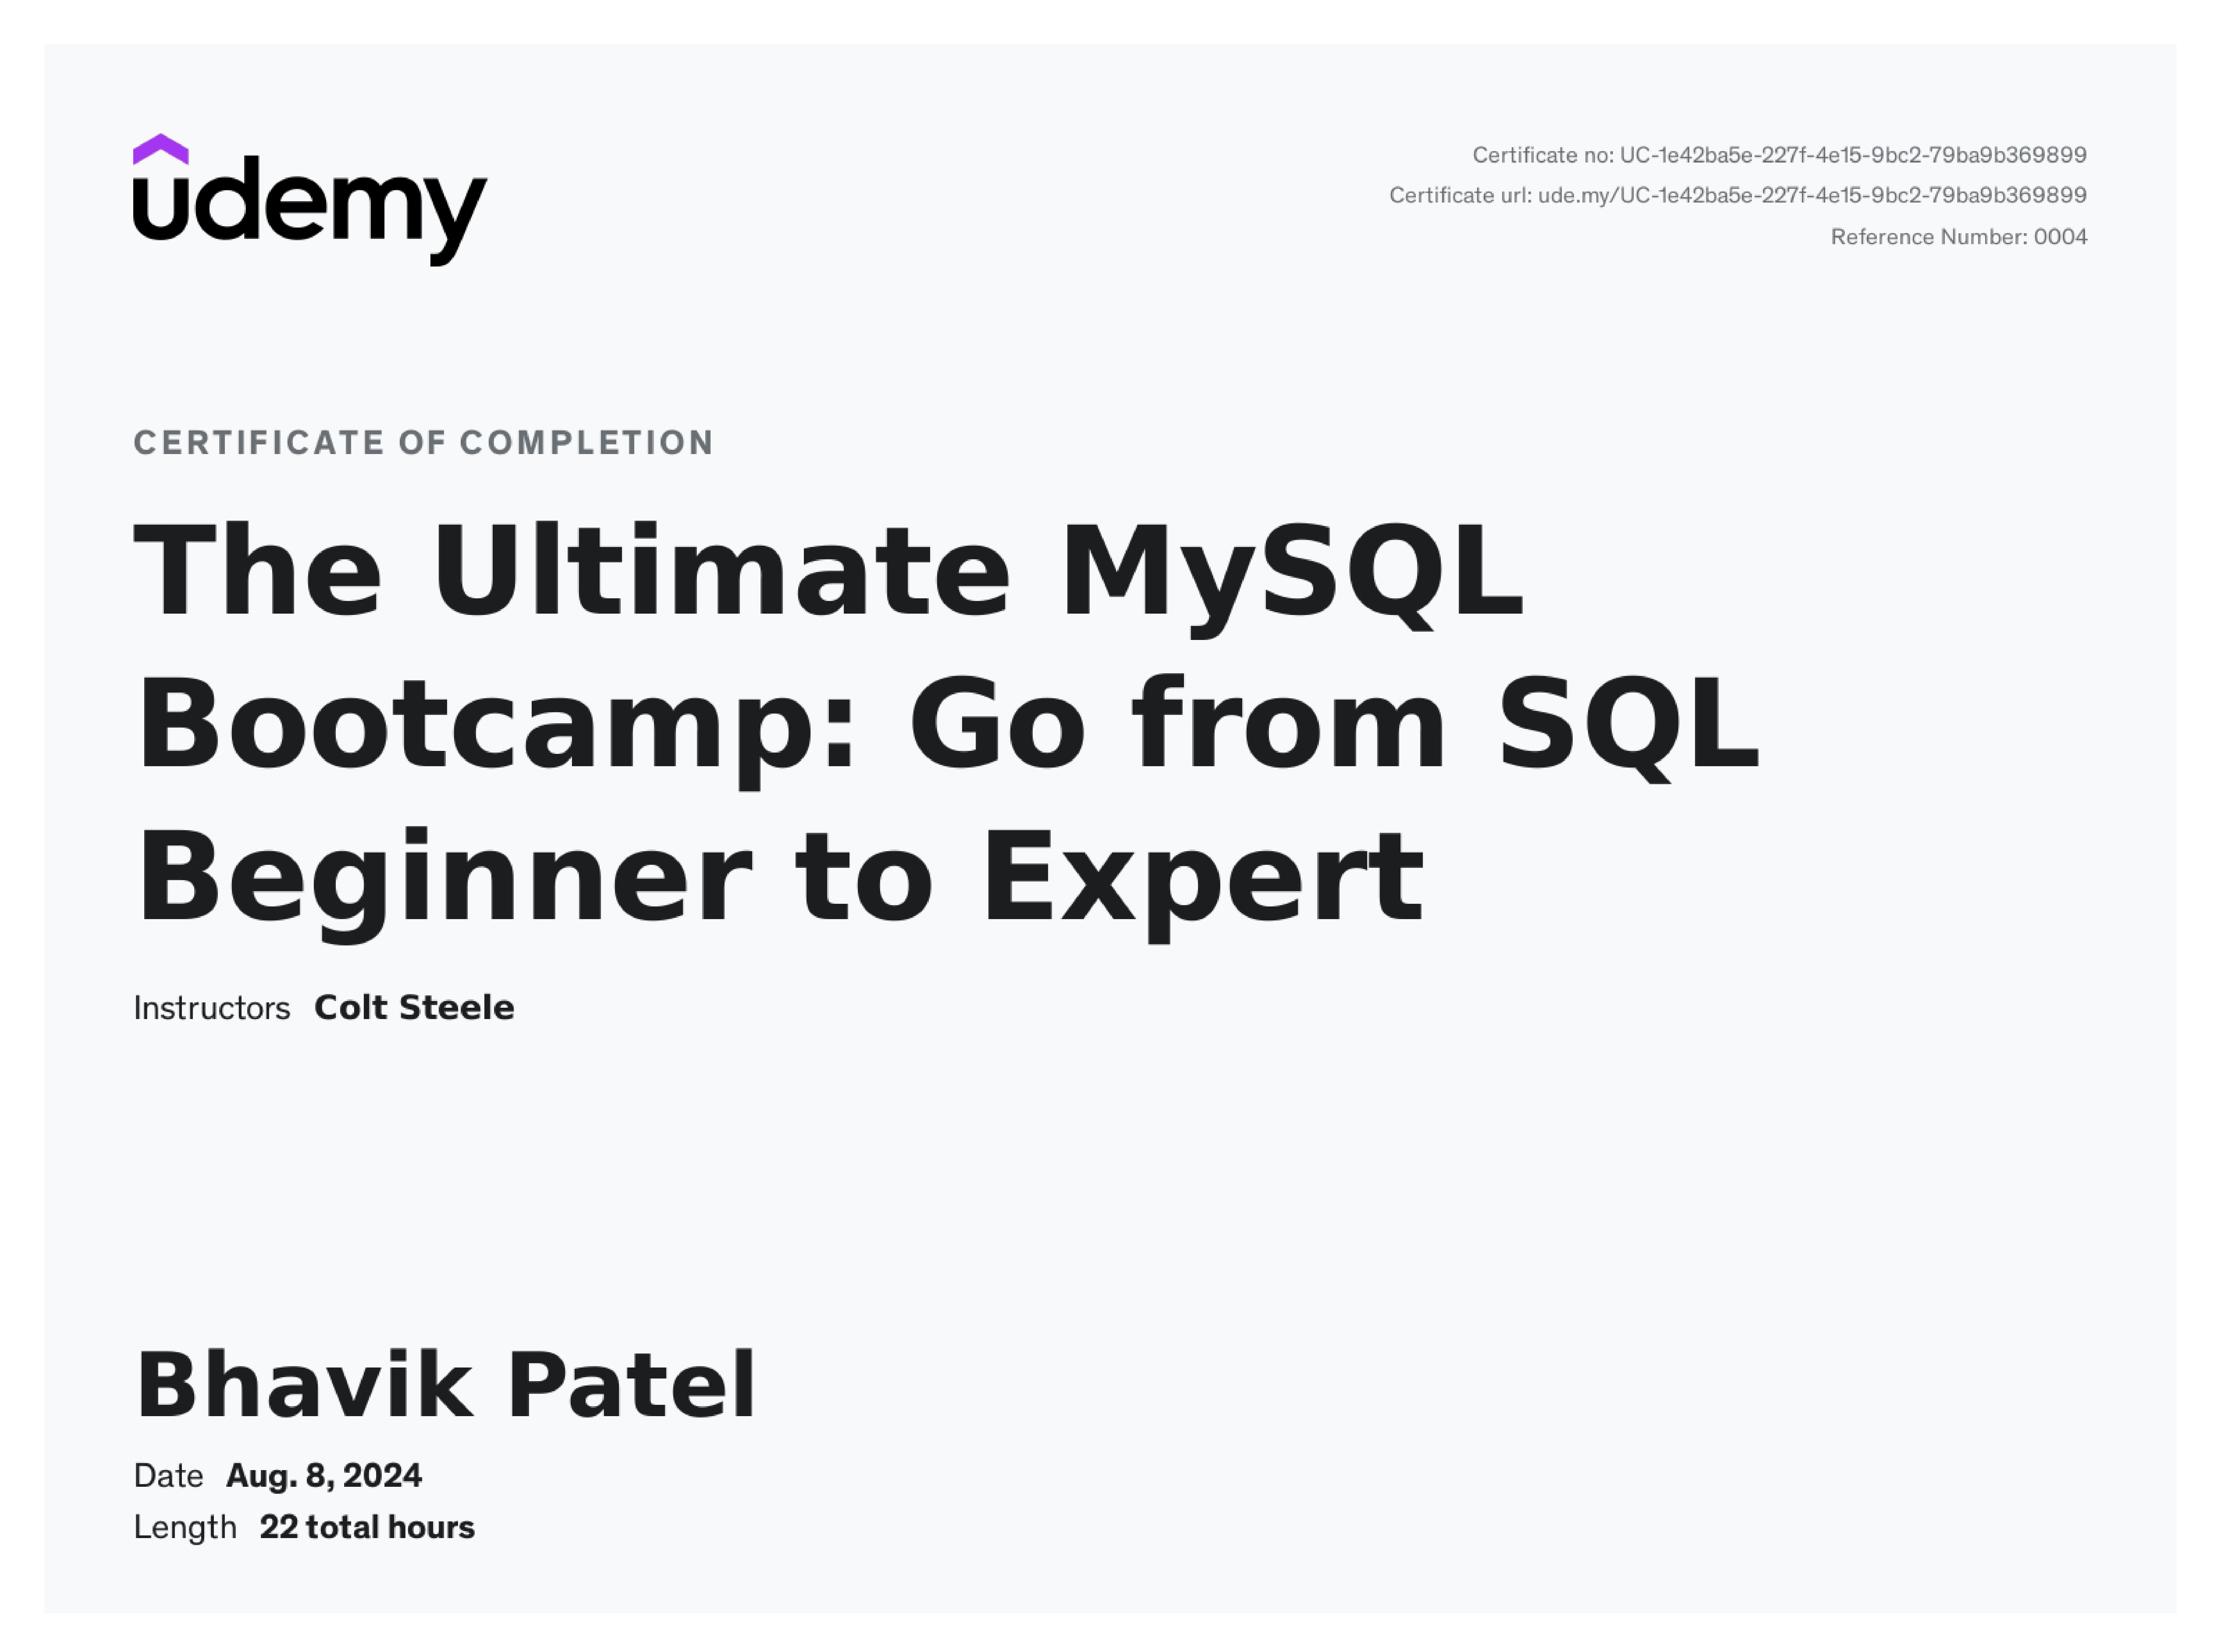 udemy
Certificate no: UC-1e42ba5e-227f-4e15-9bc2-79ba9b369899
Certificate url: ude.my/UC-1e42ba5e-227f-4e15-9bc2-79ba9b369899
Reference Number: 0004
CERTIFICATE OF COMPLETION
The Ultimate MySQL
Bootcamp: Go from SQL
Beginner to Expert
Instructors Colt Steele
Bhavik Patel
Date Aug. 8, 2024
Length 22 total hours